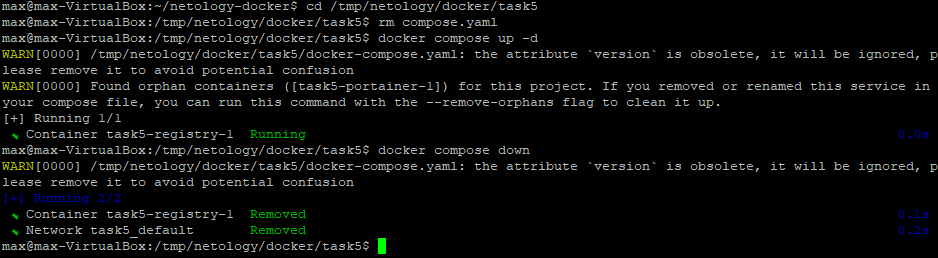 max@max-VirtualBox:~/netology-docker$ cd /tmp/netology/docker/task5
max@max-VirtualBox:/tmp/netology/docker/task5$ rm compose.yaml
max@max-VirtualBox:/tmp/netology/docker/task5$ docker compose up -d
WARN[0000] /tmp/netology/docker/task5/docker-compose.yaml: the attribute `version` is obsolete, it will be ignored, p
lease remove it to avoid potential confusion
WARN[0000] Found orphan containers ([task5-portainer-1]) for this project. If you removed or renamed this service in
your compose file, you can run this command with the --remove-orphans flag to clean it up.
[+] Running 1/1
Container task5-registry-1 Running 0.0s
max@max-VirtualBox:/tmp/netology/docker/task5$ docker compose down
WARN[0000] /tmp/netology/docker/task5/docker-compose.yaml: the attribute `version` is obsolete, it will be ignored, p
lease remove it to avoid potential confusion
[+] Running 2/2
Container task5-registry-1 Removed 0.1s
Network task5_default Removed 0.2s
max@max-VirtualBox:/tmp/netology/docker/task5$